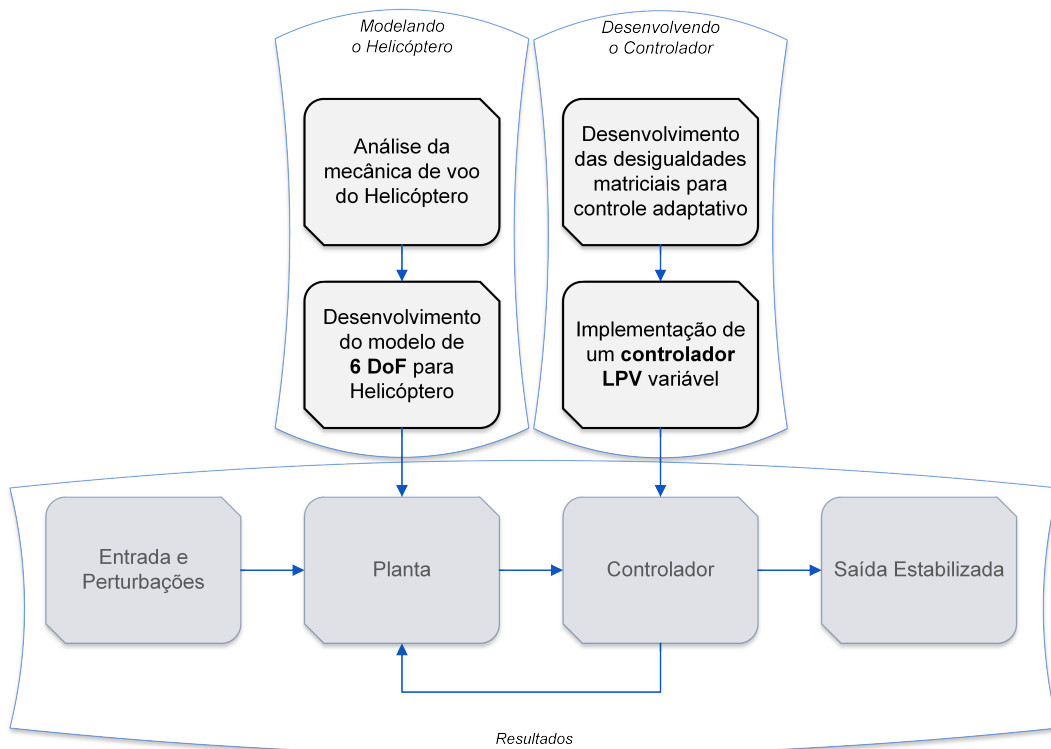 Modelando
o Helicóptero
Desenvolvendo
o Controlador
Análise da
mecânica de voo
do Helicóptero
Desenvolvimento
das desigualdades
matriciais para
controle adaptativo
Desenvolvimento
do modelo de
6 DoF para
Helicóptero
Implementação de
um controlador
LPV variável
Entrada e
Perturbações
Planta
Controlador
Saída Estabilizada
Resultados